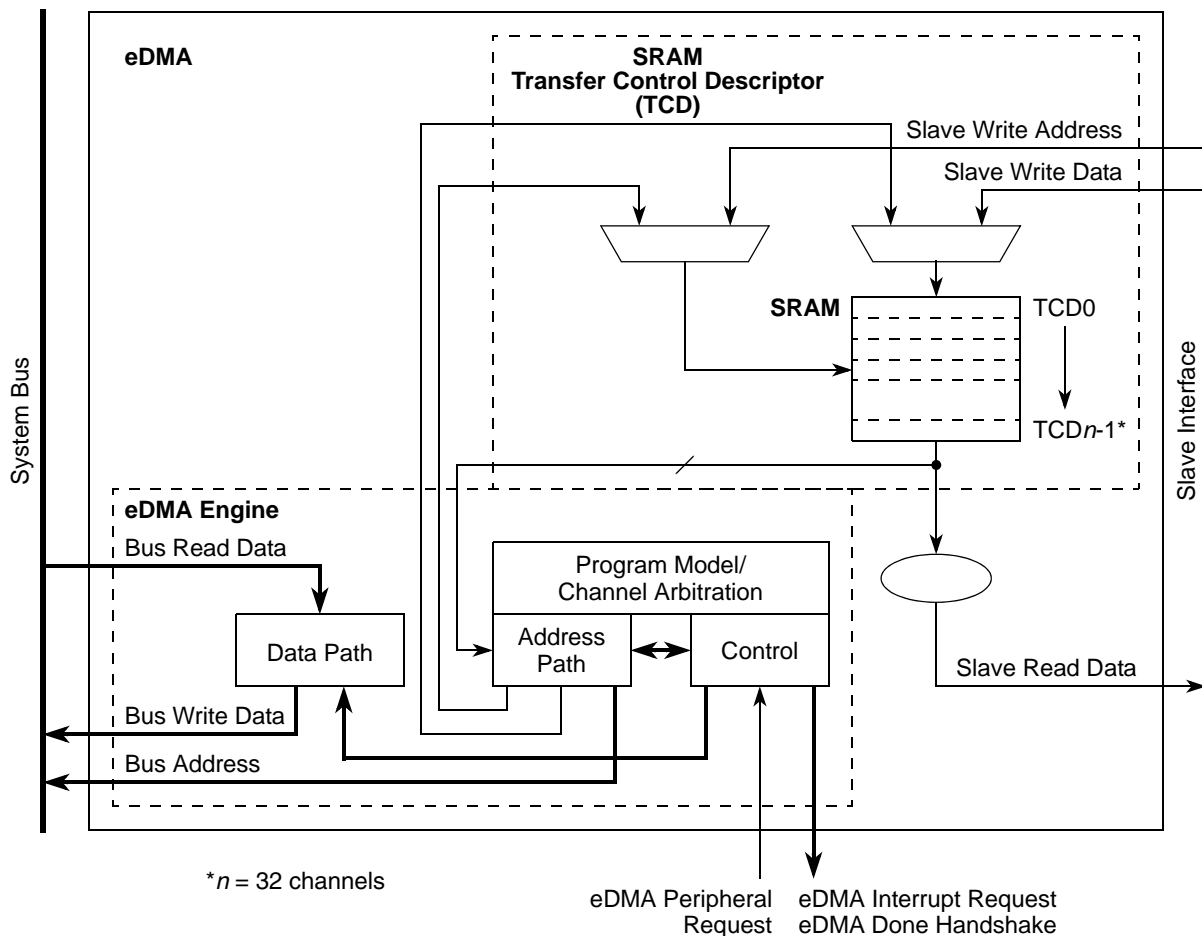 eDMA
SRAM
Transfer Control Descriptor
(TCD)
Slave Write Address
Slave Write Data
SRAM
TCD0
TCDn-1*
System Bus
Slave Interface
eDMA Engine
Bus Read Data
Program Model/
Channel Arbitration
Data Path
Address
Path
Control
Slave Read Data
Bus Write Data
Bus Address
*n = 32 channels
eDMA Peripheral
Request
eDMA Interrupt Request
eDMA Done Handshake